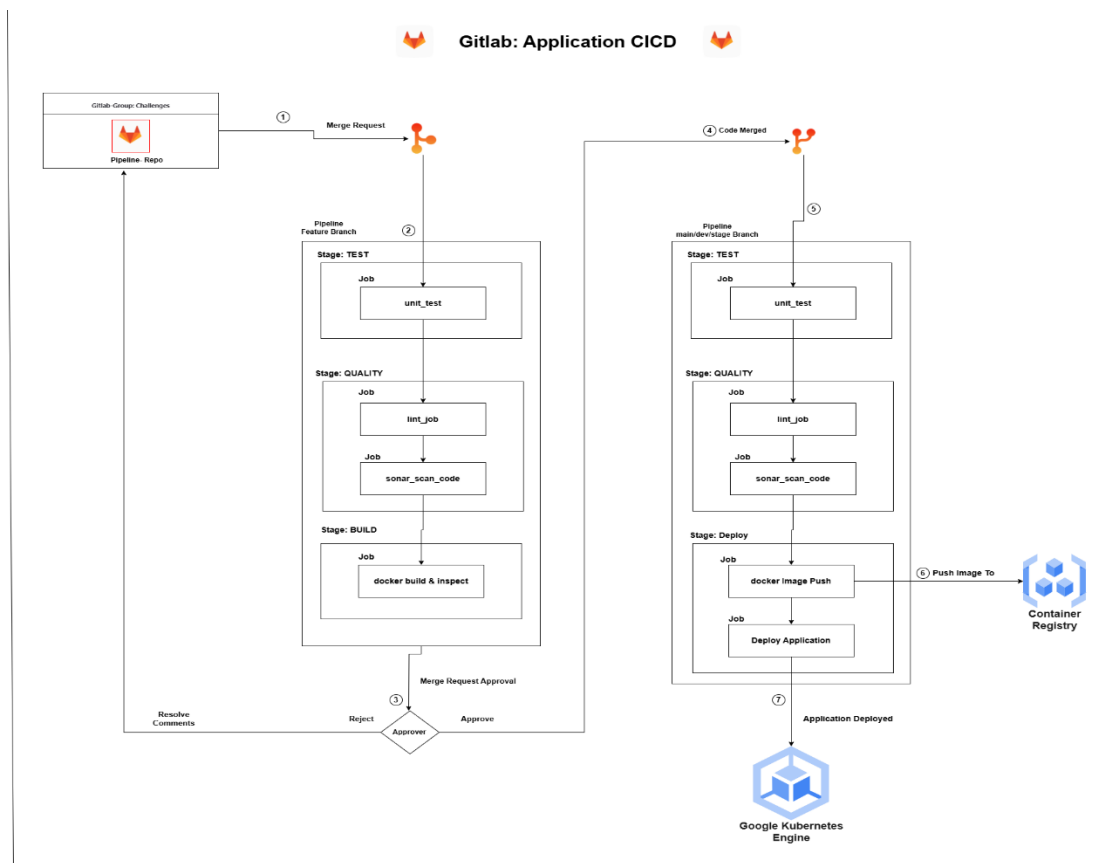 Gitlab: Application CICD
Gitlab-Group: Challenges
Pipeline- Repo
1
Merge Request
4
Code Merged
2
Pipeline
Feature Branch
Stage: TEST
Job
unit_test
Stage: QUALITY
Job
lint_job
Job
sonar_scan_code
Stage: BUILD
Job
docker build & inspect
3
Merge Request Approval
Approver
Reject
Approve
Resolve
Comments
5
Pipeline
main/dev/stage Branch
Stage: TEST
Job
unit_test
Stage: QUALITY
Job
lint_job
Job
sonar_scan_code
Stage: Deploy
Job
docker Image Push
Job
Deploy Application
6
Push Image To
Container
Registry
7
Application Deployed
Google Kubernetes
Engine